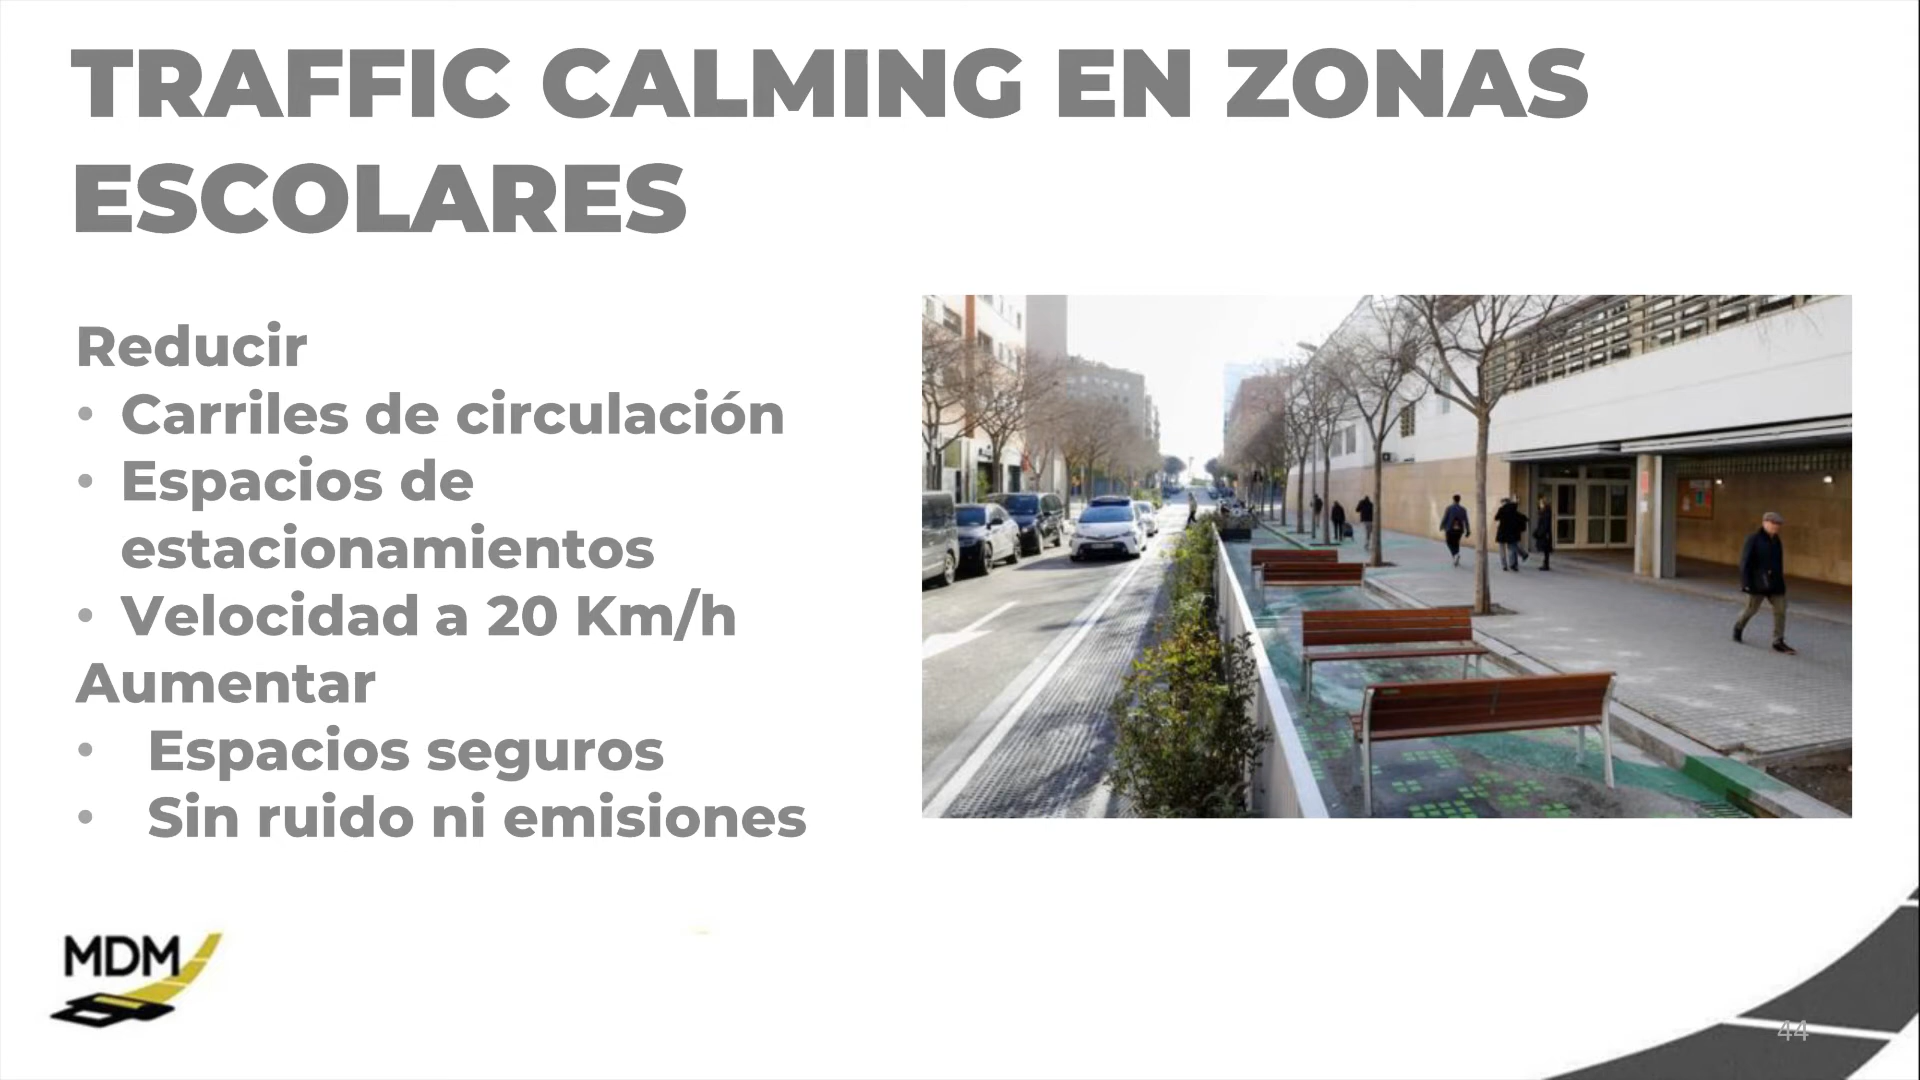 TRAFFIC CALMING EN ZONAS
ESCOLARES
Reducir
• Carriles de circulación
• Espacios de
estacionamientos
• Velocidad a 20 Km/h
Aumentar
• Espacios seguros
• Sin ruido ni emisiones
MDM
44